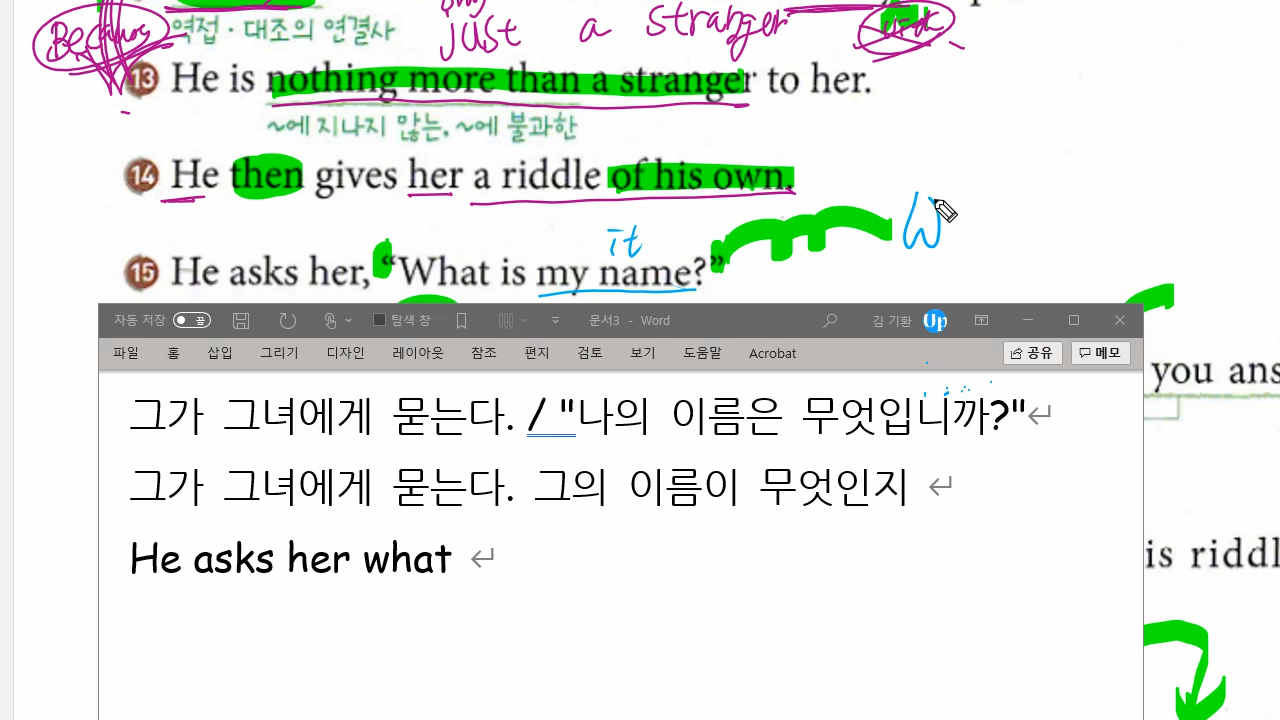 just a stranger
역접·대조의 연결사
13 He is nothing more than a stranger to her.
~에 지나지 않는, ~에 불과한
14 He then gives her a riddle of his own.
it
W
15 He asks her, “What is my name?”
자동 저장 끔 탐색 창 문서3 - Word 김 기환 Up
파일 홈 삽입 그리기 디자인 레이아웃 참조 편지 검토 보기 도움말 Acrobat 공유 메모
you ans
그가 그녀에게 묻는다. / "나의 이름은 무엇입니까?"
그가 그녀에게 묻는다. 그의 이름이 무엇인지
He asks her what
is riddl